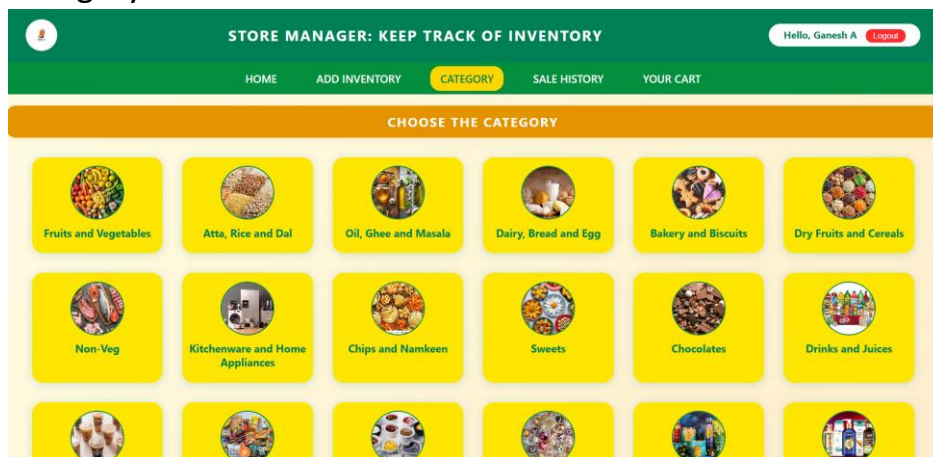 STORE MANAGER: KEEP TRACK OF INVENTORY
Hello, Ganesh A Logout
HOME ADD INVENTORY CATEGORY SALE HISTORY YOUR CART
CHOOSE THE CATEGORY
Fruits and Vegetables
Atta, Rice and Dal
Oil, Ghee and Masala
Dairy, Bread and Egg
Bakery and Biscuits
Dry Fruits and Cereals
Non-Veg
Kitchenware and Home
Appliances
Chips and Namkeen
Sweets
Chocolates
Drinks and Juices